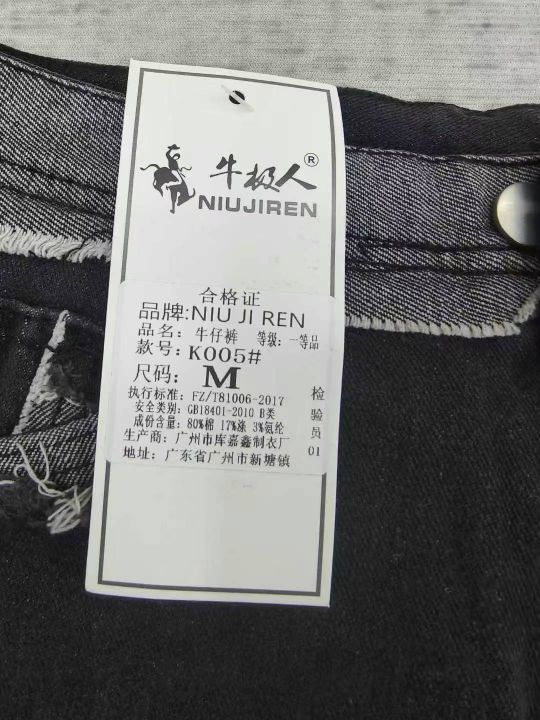 牛极人®
NIUJIREN
合格证
品牌:NIU JI REN
品名: 牛仔裤 等级: 一等品
款号: K005#
尺码: M
执行标准: FZ/T81006-2017
安全类别: GB18401-2010 B类
成份含量: 80%棉 17%涤 3%氨纶
生产商: 广州市库嘉鑫制衣厂
地址: 广东省广州市新塘镇
检验员01